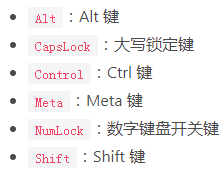 Alt：Alt 键
CapsLock：大写锁定键
Control：Ctrl 键
Meta：Meta 键
NumLock：数字键盘开关键
Shift：Shift 键